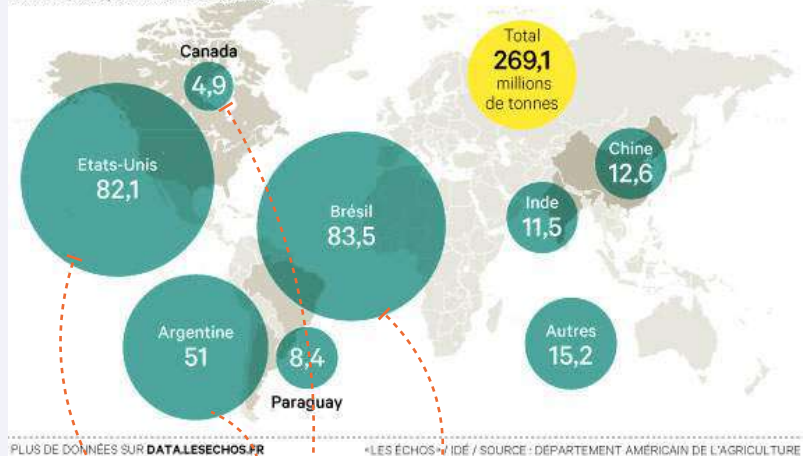 Canada
4,9
Total
269,1
millions
de tonnes
Etats-Unis
82,1
Brésil
83,5
Chine
12,6
Inde
11,5
Argentine
51
8,4
Paraguay
Autres
15,2
PLUS DE DONNÉES SUR DATA.LESECHOS.FR
«LES ÉCHOS» / IDÉ / SOURCE : DÉPARTEMENT AMÉRICAIN DE L'AGRICULTURE